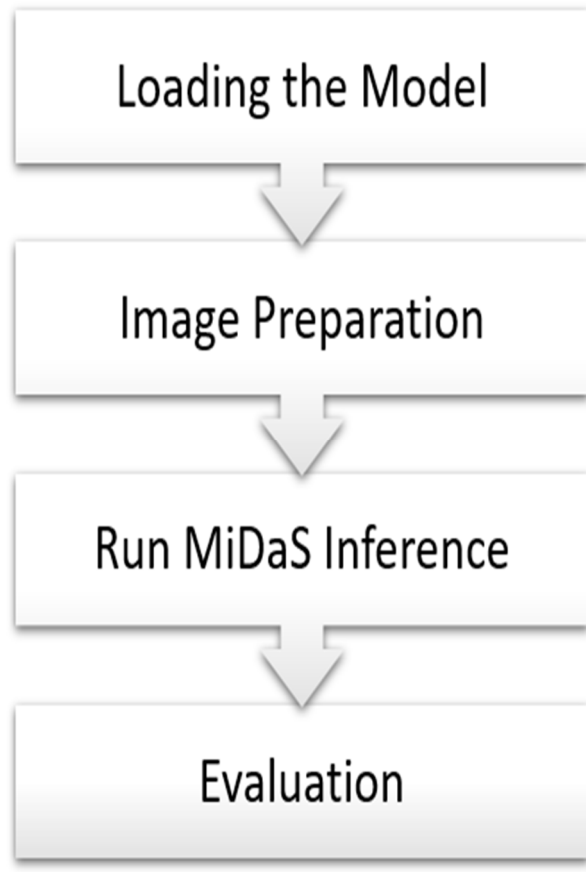 Loading the Model
Image Preparation
Run MiDaS Inference
Evaluation